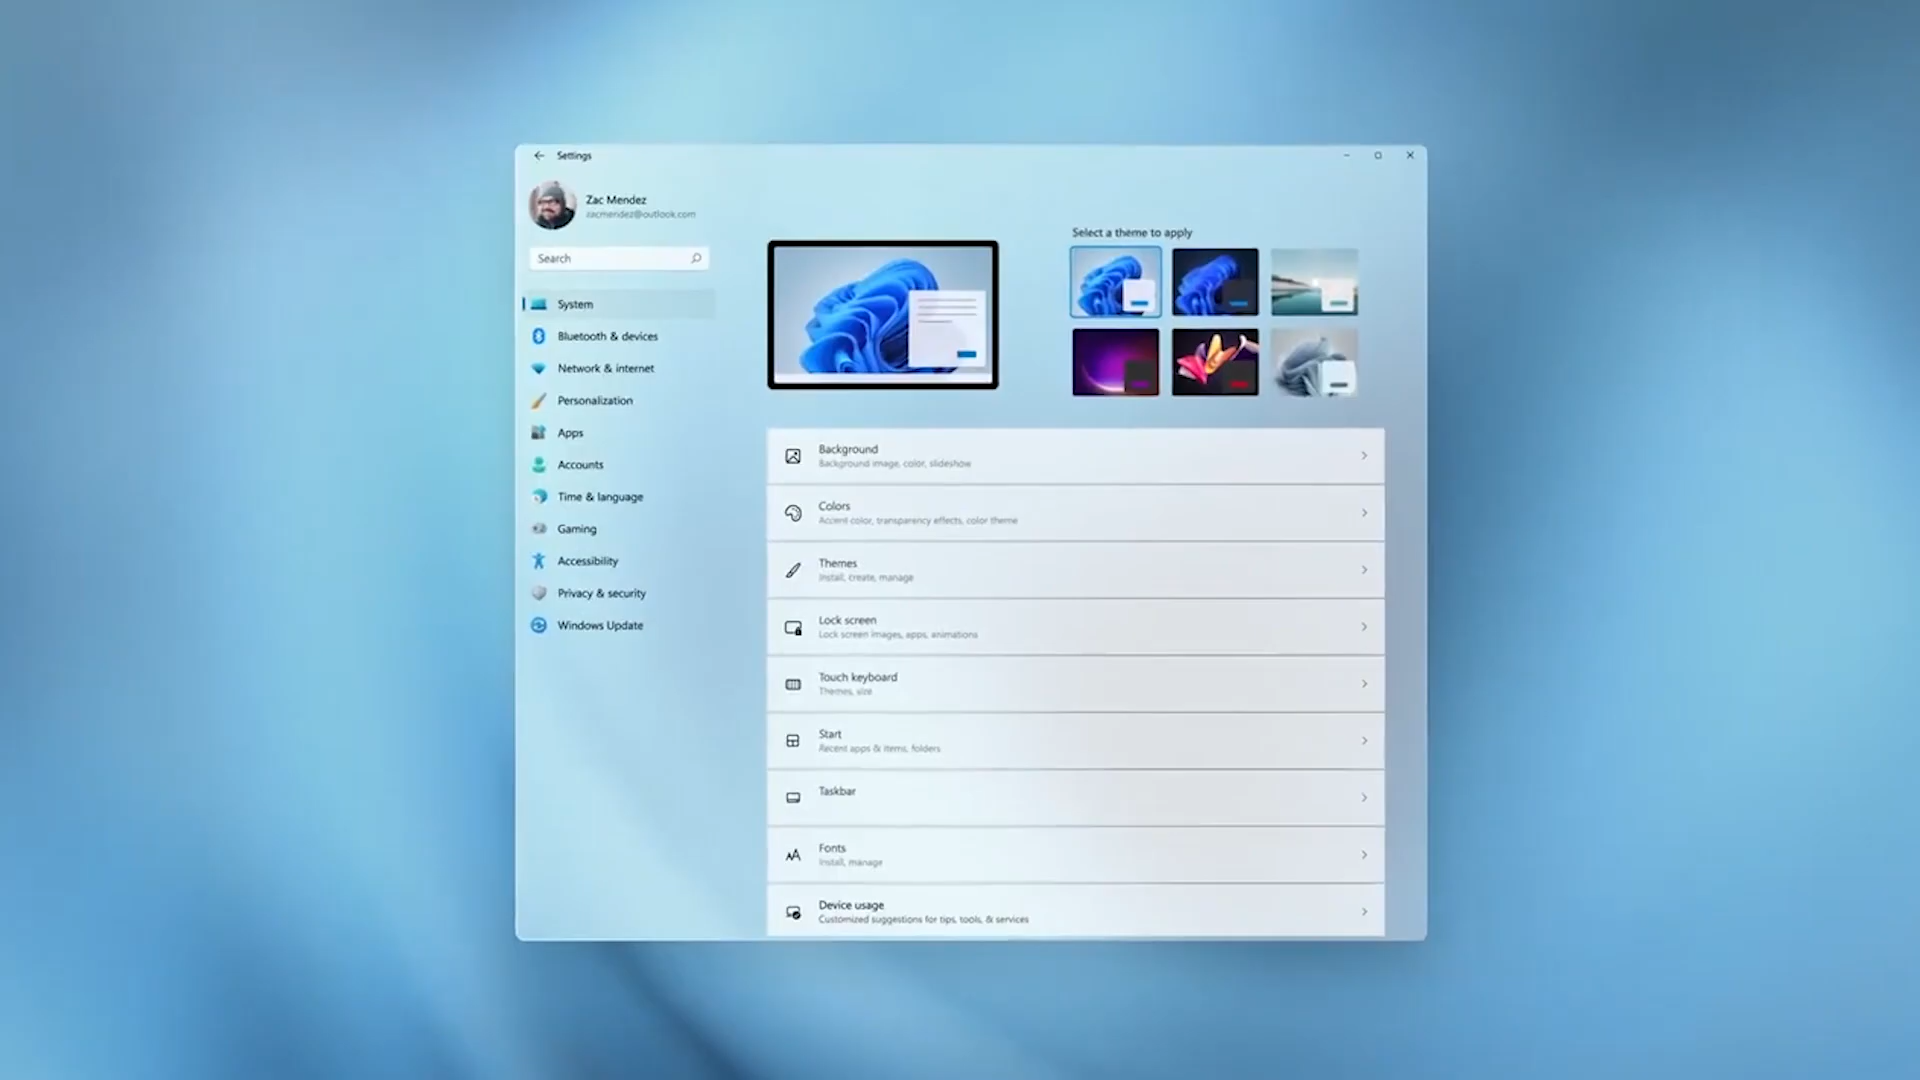 Settings
Zac Mendez
zacmendez@outlook.com
Search
System
Bluetooth & devices
Network & internet
Personalization
Apps
Accounts
Time & language
Gaming
Accessibility
Privacy & security
Windows Update
Select a theme to apply
Background
Background image, color, slideshow
Colors
Accent color, transparency effects, color theme
Themes
Install, create, manage
Lock screen
Lock screen images, apps, animations
Touch keyboard
Themes, size
Start
Recent apps & items, folders
Taskbar
Fonts
Install, manage
Device usage
Customized suggestions for tips, tools, & services